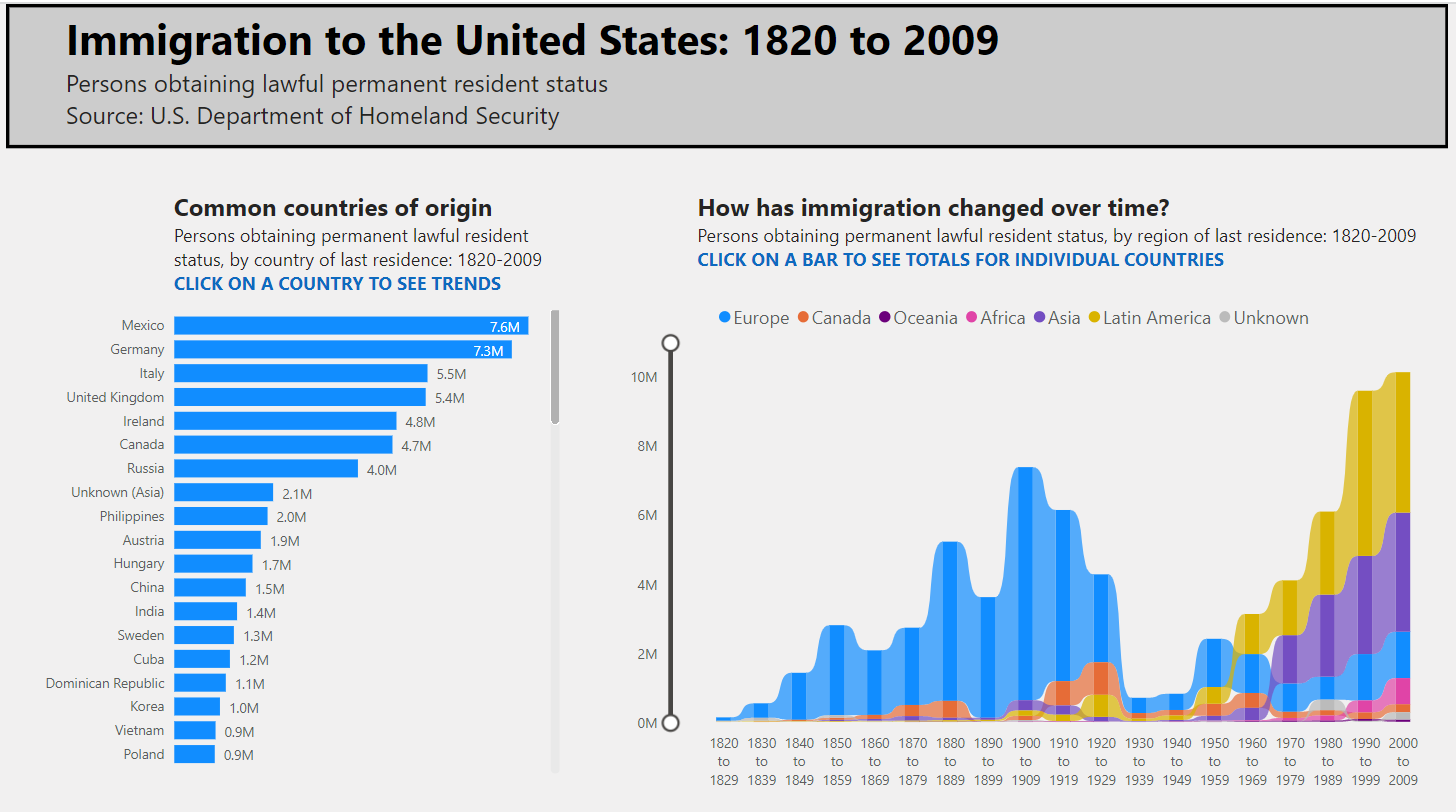 Immigration to the United States: 1820 to 2009
Persons obtaining lawful permanent resident status
Source: U.S. Department of Homeland Security
Common countries of origin
Persons obtaining permanent lawful resident
status, by country of last residence: 1820-2009
CLICK ON A COUNTRY TO SEE TRENDS
Mexico 7.6M
Germany 7.3M
Italy 5.5M
United Kingdom 5.4M
Ireland 4.8M
Canada 4.7M
Russia 4.0M
Unknown (Asia) 2.1M
Philippines 2.0M
Austria 1.9M
Hungary 1.7M
China 1.5M
India 1.4M
Sweden 1.3M
Cuba 1.2M
Dominican Republic 1.1M
Korea 1.0M
Vietnam 0.9M
Poland 0.9M
How has immigration changed over time?
Persons obtaining permanent lawful resident status, by region of last residence: 1820-2009
CLICK ON A BAR TO SEE TOTALS FOR INDIVIDUAL COUNTRIES
Europe Canada Oceania Africa Asia Latin America Unknown
10M
8M
6M
4M
2M
0M
1820 1830 1840 1850 1860 1870 1880 1890 1900 1910 1920 1930 1940 1950 1960 1970 1980 1990 2000
to to to to to to to to to to to to to to to to to to to
1829 1839 1849 1859 1869 1879 1889 1899 1909 1919 1929 1939 1949 1959 1969 1979 1989 1999 2009